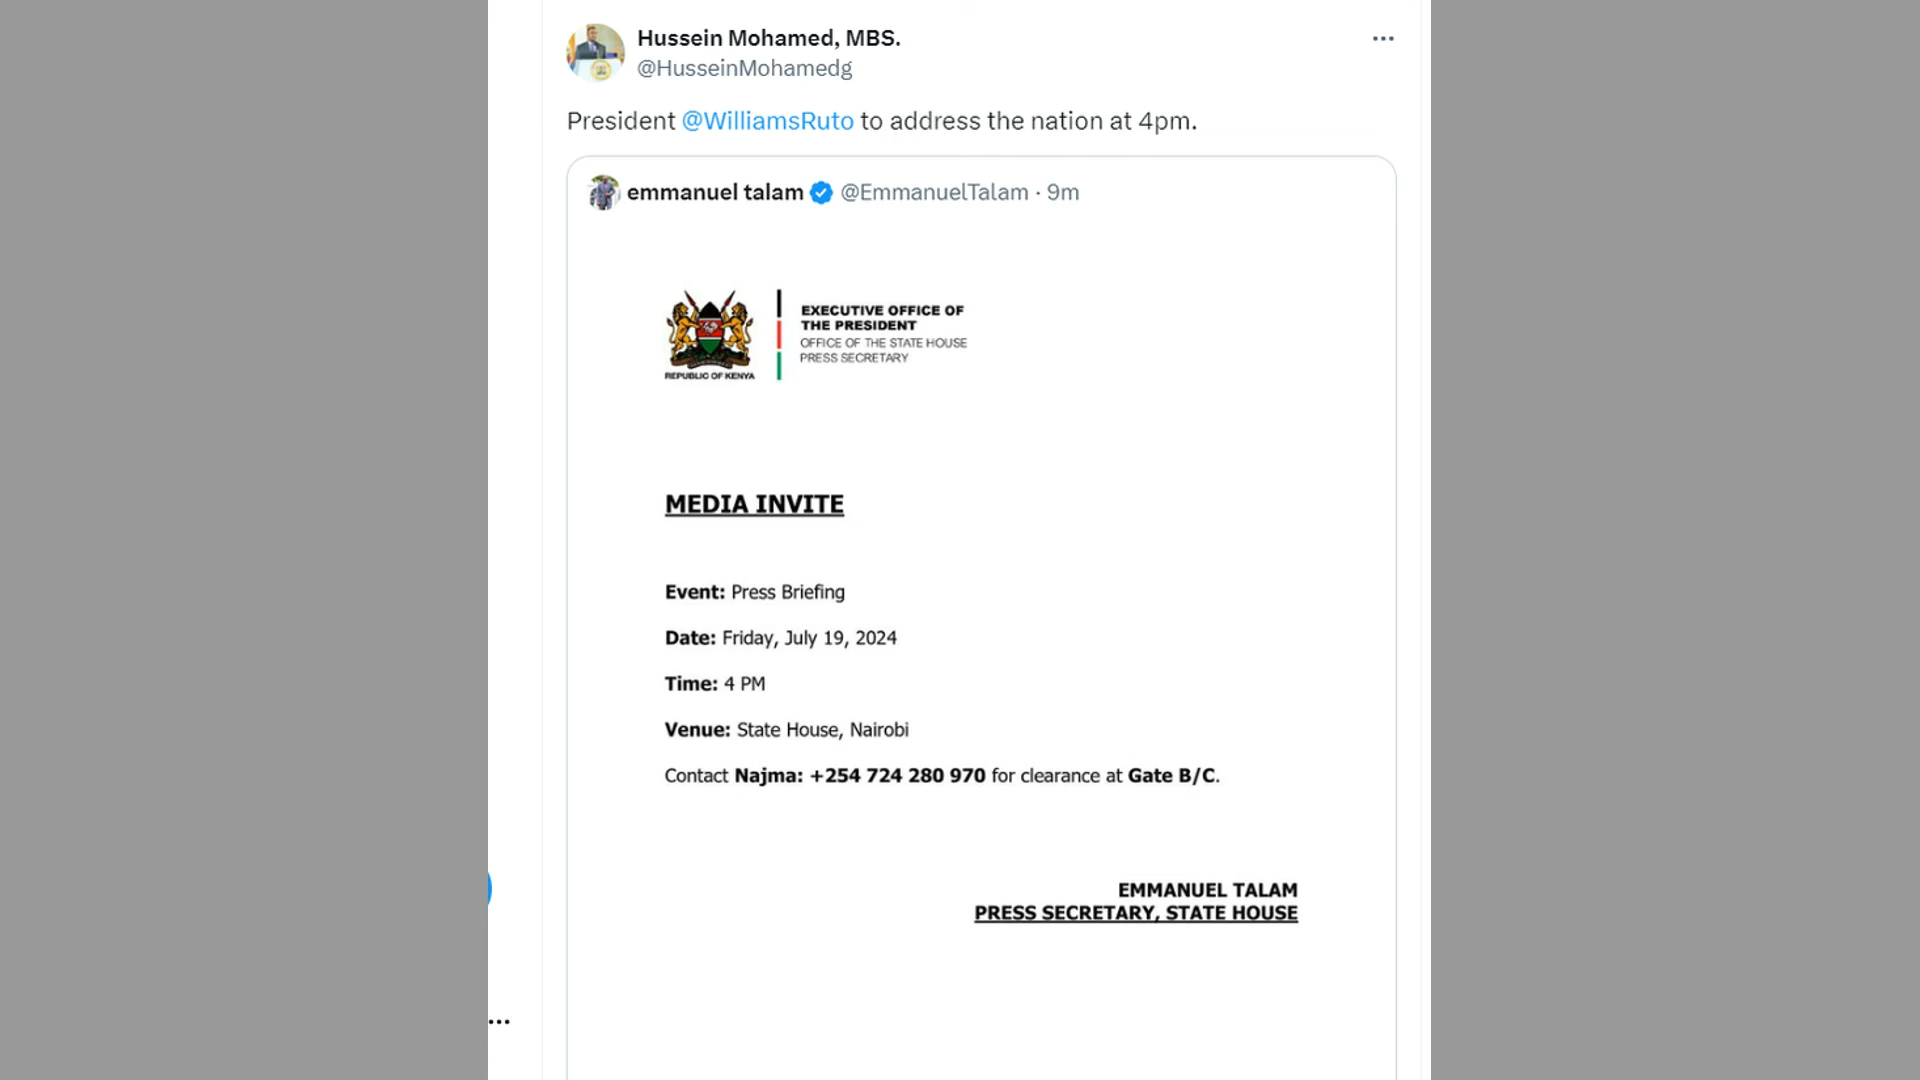 Hussein Mohamed, MBS.
@HusseinMohamedg
President @WilliamsRuto to address the nation at 4pm.
emmanuel talam @EmmanuelTalam · 9m
EXECUTIVE OFFICE OF
THE PRESIDENT
OFFICE OF THE STATE HOUSE
PRESS SECRETARY
REPUBLIC OF KENYA
MEDIA INVITE
Event: Press Briefing
Date: Friday, July 19, 2024
Time: 4 PM
Venue: State House, Nairobi
Contact Najma: +254 724 280 970 for clearance at Gate B/C.
EMMANUEL TALAM
PRESS SECRETARY, STATE HOUSE